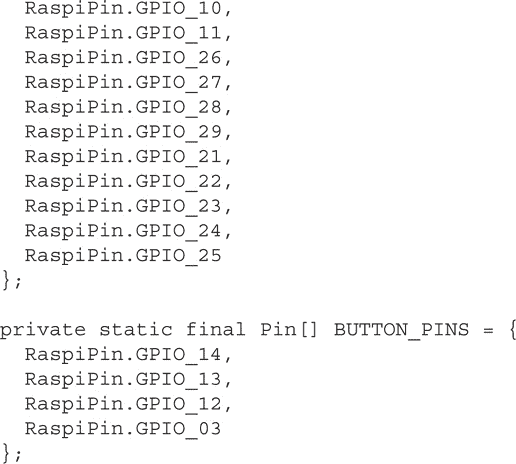 RaspiPin.GPIO_10,
  RaspiPin.GPIO_11,
  RaspiPin.GPIO_26,
  RaspiPin.GPIO_27,
  RaspiPin.GPIO_28,
  RaspiPin.GPIO_29,
  RaspiPin.GPIO_21,
  RaspiPin.GPIO_22,
  RaspiPin.GPIO_23,
  RaspiPin.GPIO_24,
  RaspiPin.GPIO_25
};

private static final Pin[] BUTTON_PINS = {
  RaspiPin.GPIO_14,
  RaspiPin.GPIO_13,
  RaspiPin.GPIO_12,
  RaspiPin.GPIO_03
};